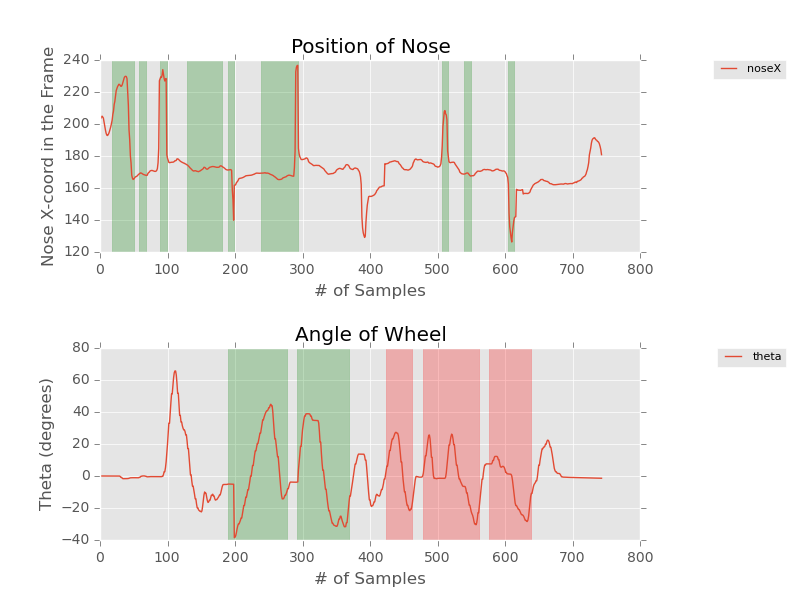 Position of Nose
Nose X-coord in the Frame
240
220
200
180
160
140
120
0 100 200 300 400 500 600 700 800
# of Samples
noseX
Angle of Wheel
Theta (degrees)
80
60
40
20
0
−20
−40
0 100 200 300 400 500 600 700 800
# of Samples
theta